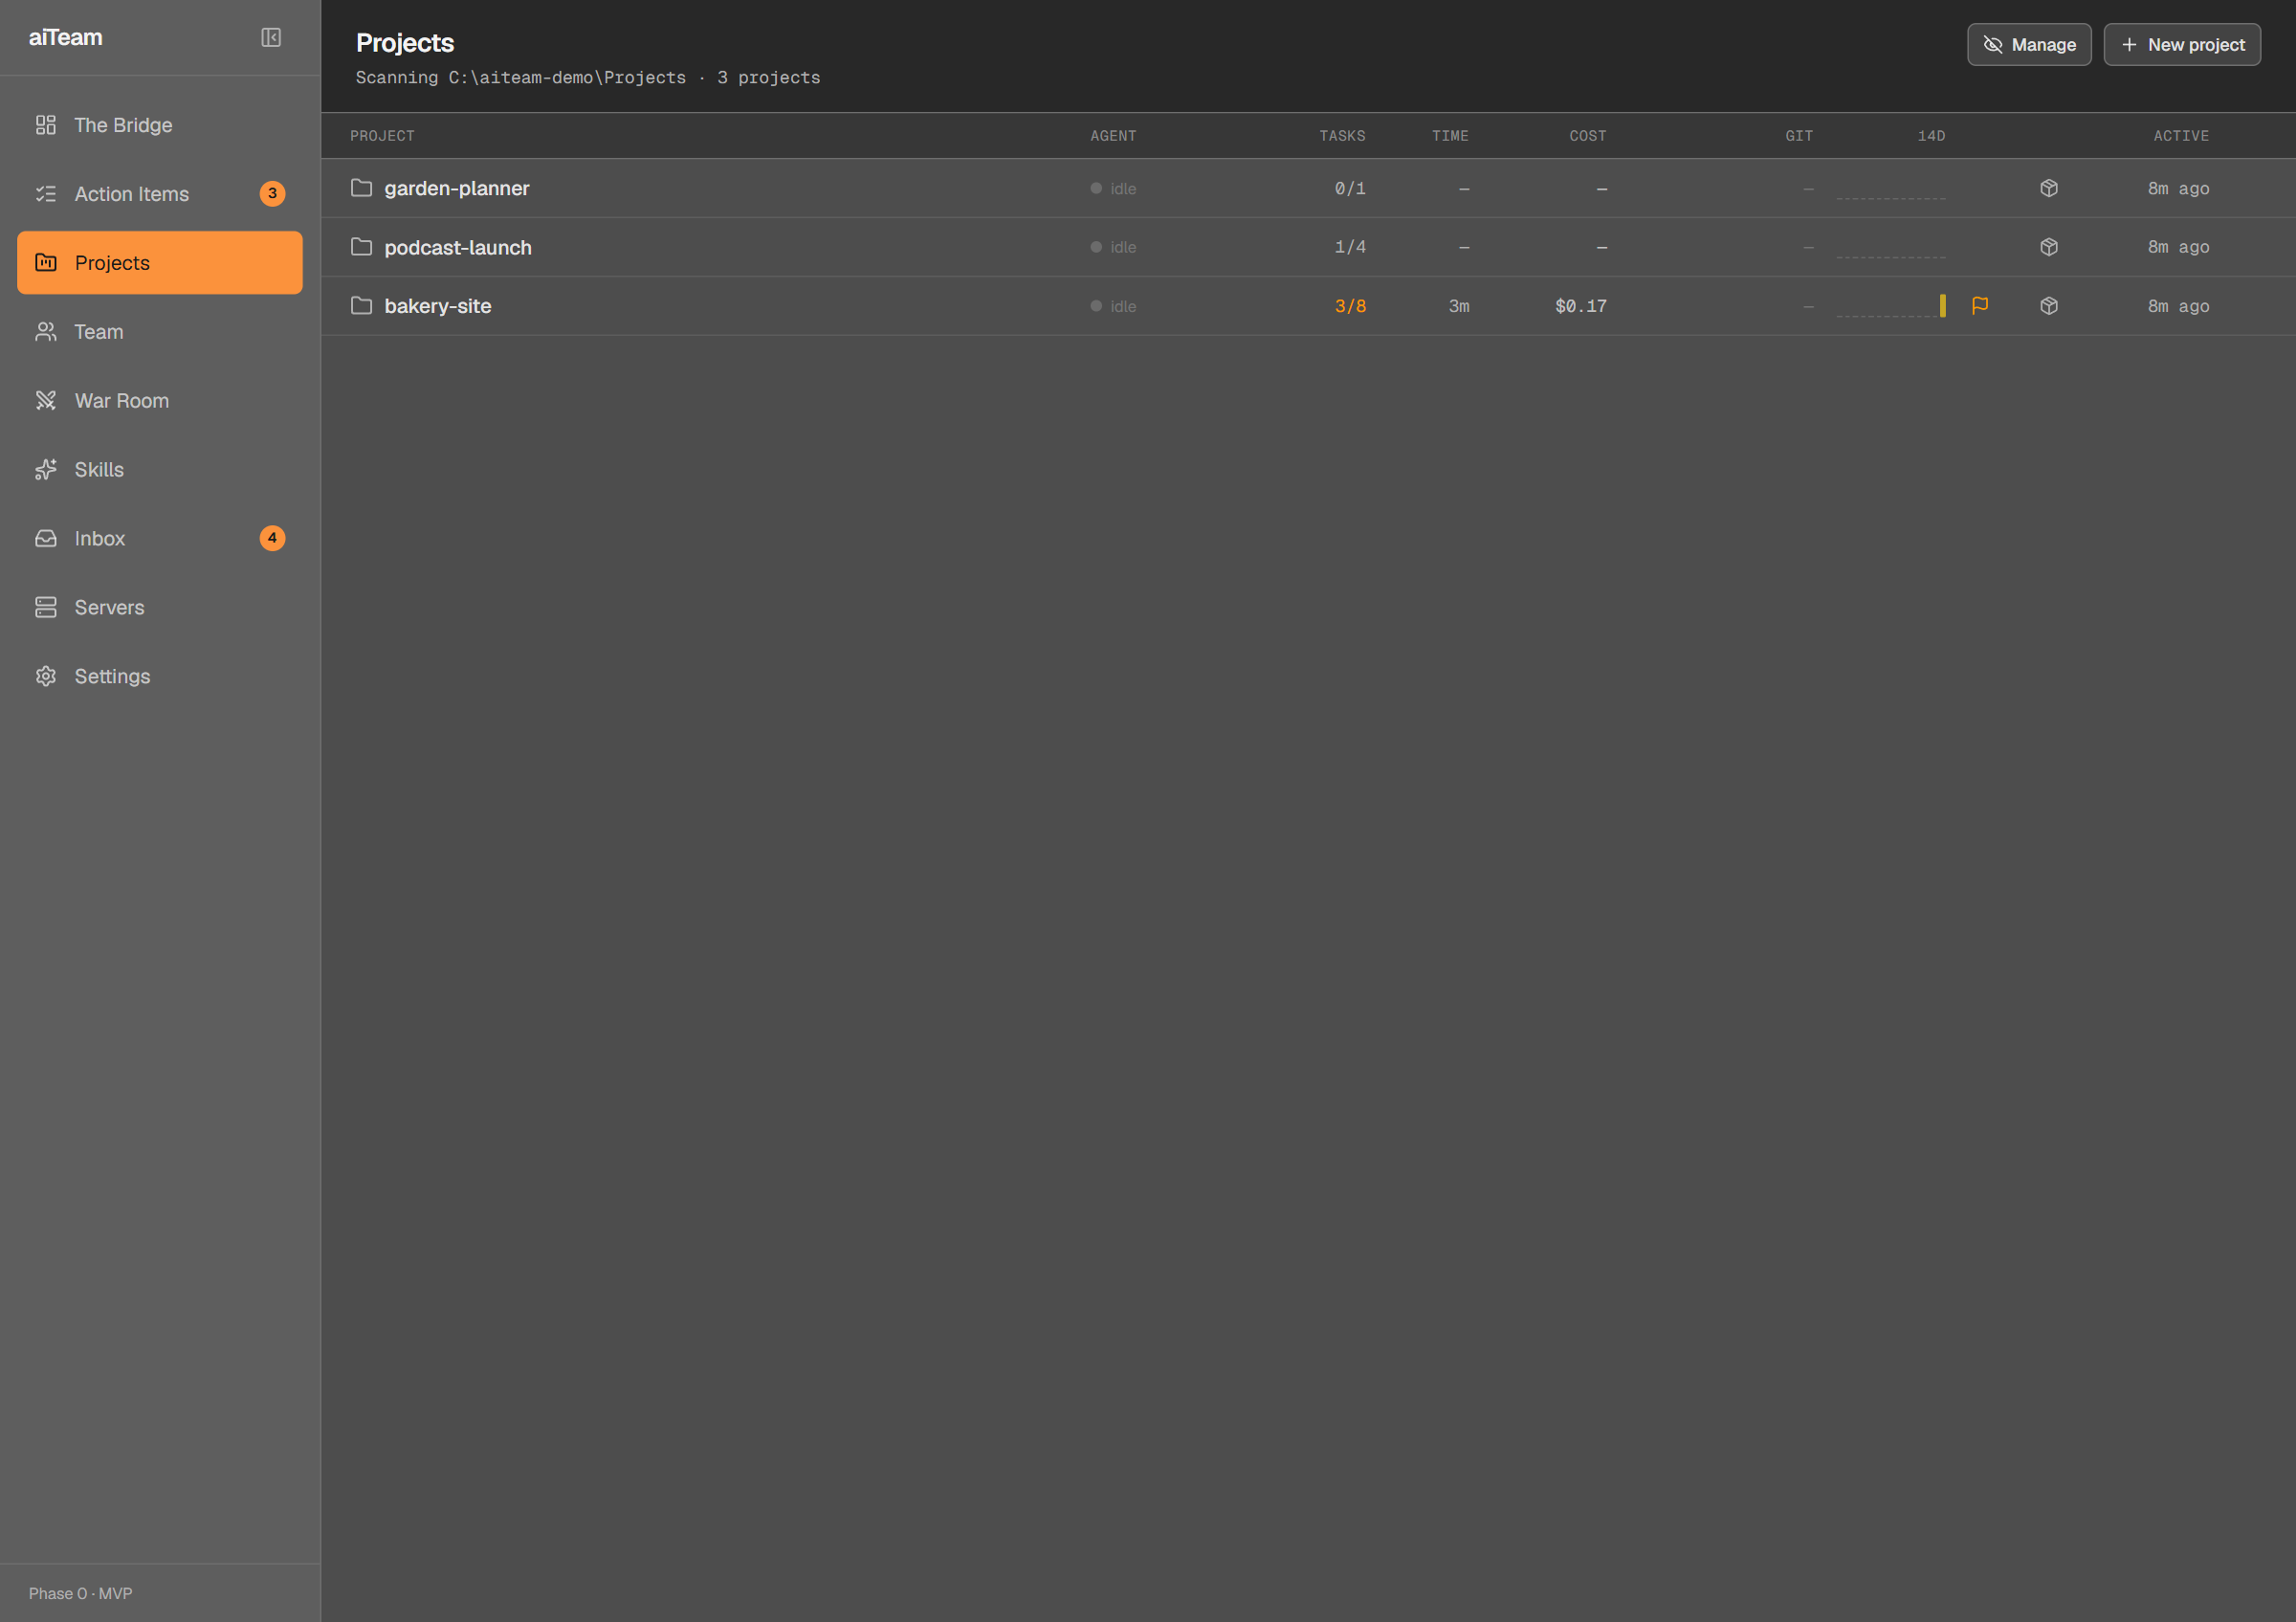 aiTeam
The Bridge
Action Items 3
Projects
Team
War Room
Skills
Inbox 4
Servers
Settings
Phase 0 · MVP
Projects
Scanning C:\aiteam-demo\Projects · 3 projects
Manage
New project
PROJECT AGENT TASKS TIME COST GIT 14D ACTIVE
garden-planner idle 0/1 – – – 8m ago
podcast-launch idle 1/4 – – – 8m ago
bakery-site idle 3/8 3m $0.17 – 8m ago